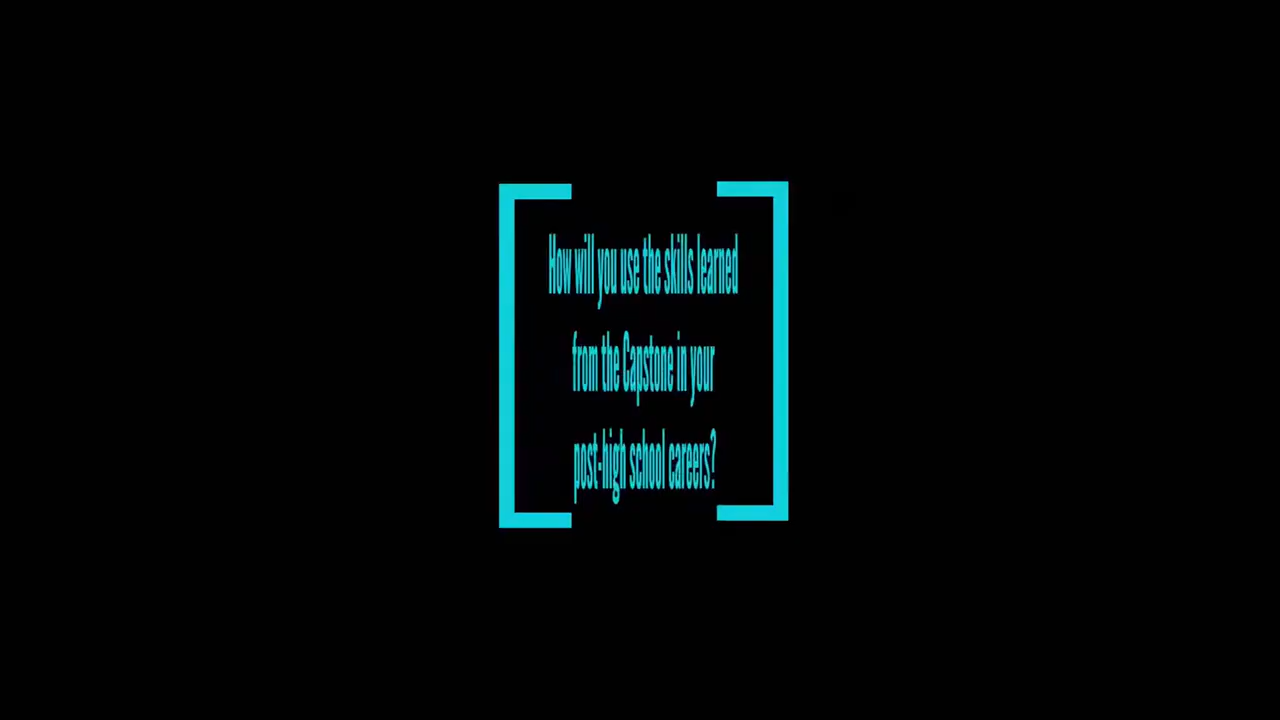 How will you use the skills learned
from the Capstone in your
post-high school careers?